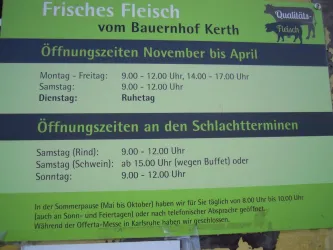 Frisches Fleisch
vom Bauernhof Kerth
Qualitäts-
Fleisch
Öffnungszeiten November bis April
Montag - Freitag: 9.00 - 12.00 Uhr, 14.00 - 17.00 Uhr
Samstag: 9.00 - 12.00 Uhr
Dienstag: Ruhetag
Öffnungszeiten an den Schlachtterminen
Samstag (Rind): 9.00 - 12.00 Uhr
Samstag (Schwein): ab 15.00 Uhr (wegen Buffet) oder
Sonntag: 9.00 - 12.00 Uhr
In der Sommerpause (Mai bis Oktober) haben wir für Sie täglich von 8:00 Uhr bis 10:00 Uhr
(auch an Sonn- und Feiertagen) oder nach telefonischer Absprache geöffnet.
Während der Offerta-Messe in Karlsruhe haben wir geschlossen.